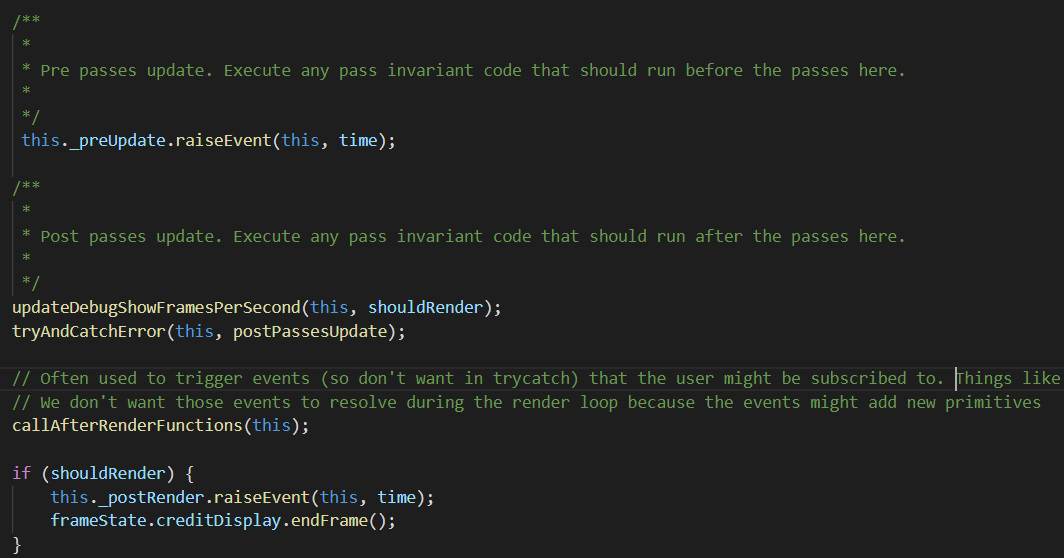 /**
 *
 * Pre passes update. Execute any pass invariant code that should run before the passes here.
 *
 */
 this._preUpdate.raiseEvent(this, time);

/**
 *
 * Post passes update. Execute any pass invariant code that should run after the passes here.
 *
 */
updateDebugShowFramesPerSecond(this, shouldRender);
tryAndCatchError(this, postPassesUpdate);

// Often used to trigger events (so don't want in trycatch) that the user might be subscribed to. Things like
// We don't want those events to resolve during the render loop because the events might add new primitives
callAfterRenderFunctions(this);

if (shouldRender) {
    this._postRender.raiseEvent(this, time);
    frameState.creditDisplay.endFrame();
}